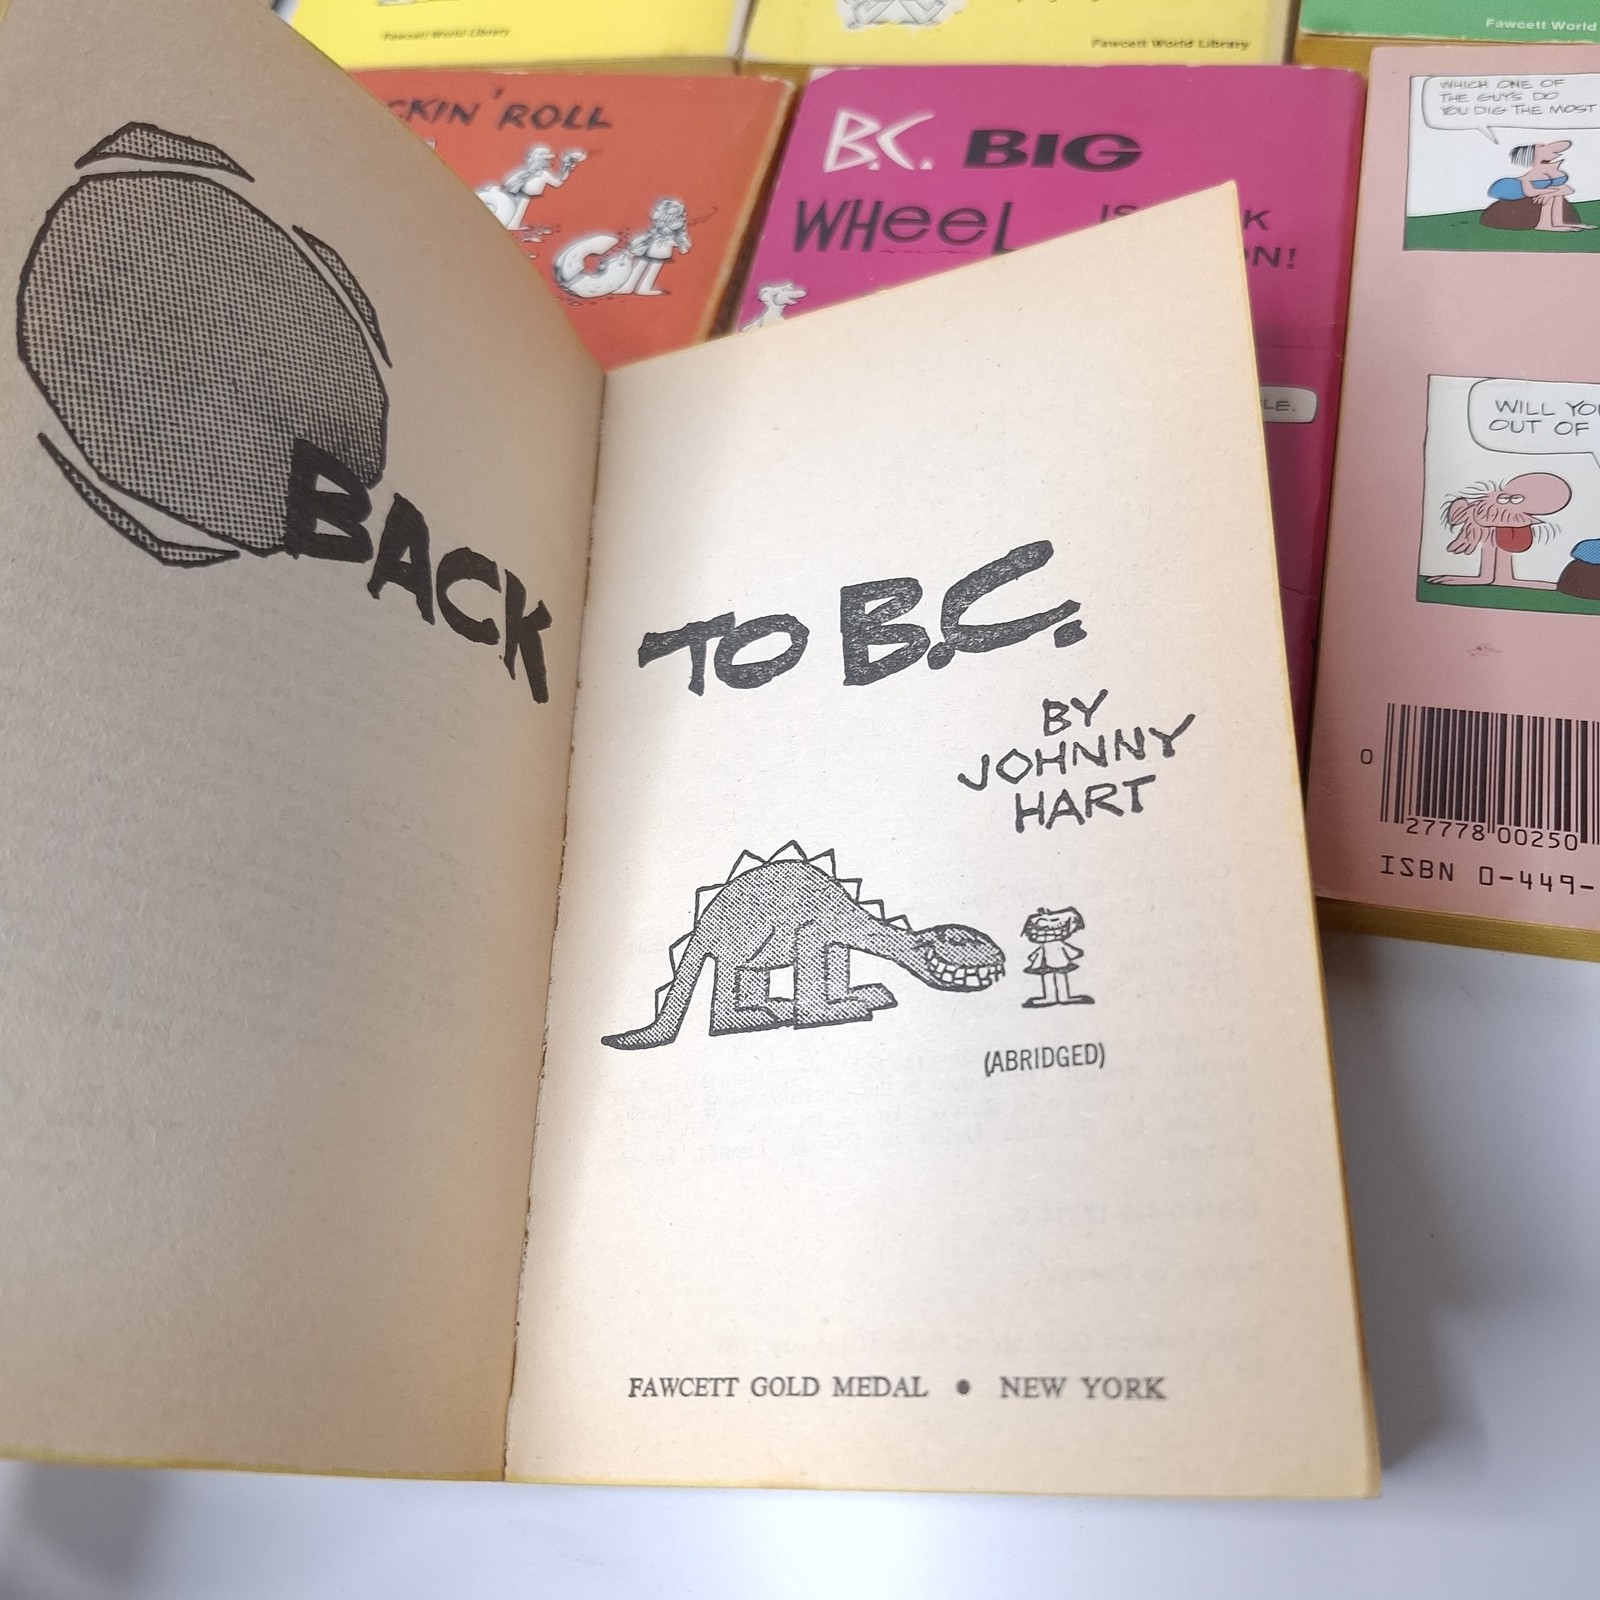 Fawcett World Library
Fawcett World Library
Fawcett World
CKIN' ROLL
B.C. BIG
WHeeL IS
K
ON!
LE.
WHICH ONE OF
THE GUYS DO
YOU DIG THE MOST
WILL YOU
OUT OF
0
27778 00250
ISBN 0-449-
BACK
TO B.C.
BY
JOHNNY
HART
(ABRIDGED)
FAWCETT GOLD MEDAL • NEW YORK